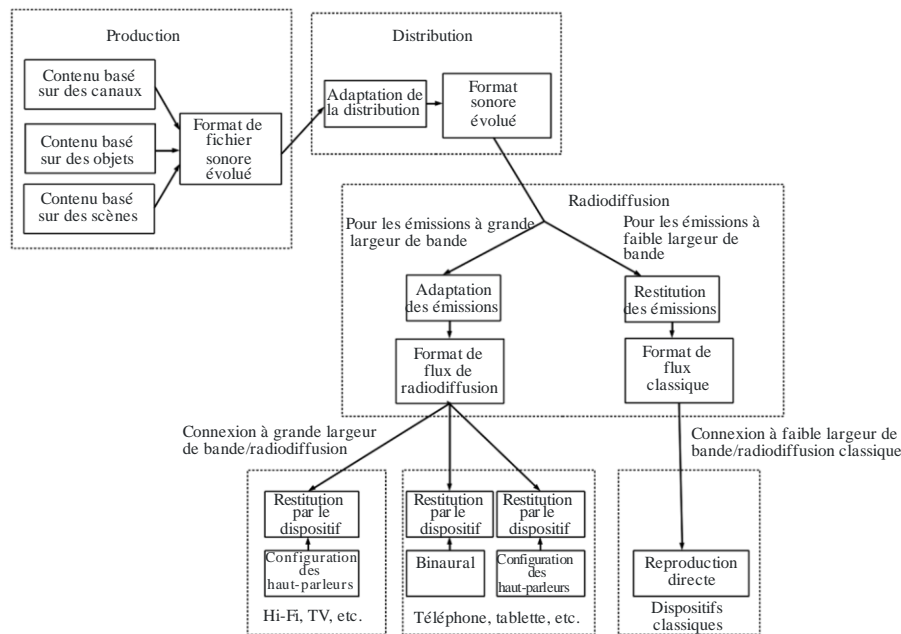 Production
Contenu basé
sur des canaux
Contenu basé
sur des objets
Contenu basé
sur des scènes
Format de
fichier
sonore
évolué
Distribution
Adaptation de
la distribution
Format
sonore
évolué
Radiodiffusion
Pour les émissions à grande
largeur de bande
Pour les émissions à
faible largeur de
bande
Adaptation
des émissions
Restitution
des émissions
Format de
flux de
radiodiffusion
Format de
flux
classique
Connexion à grande largeur
de bande/radiodiffusion
Connexion à faible largeur de
bande/radiodiffusion classique
Restitution
par le
dispositif
Configuration
des
haut-parleurs
Hi-Fi, TV, etc.
Restitution
par le
dispositif
Binaural
Restitution
par le
dispositif
Configuration
des
haut-parleurs
Téléphone, tablette, etc.
Reproduction
directe
Dispositifs
classiques